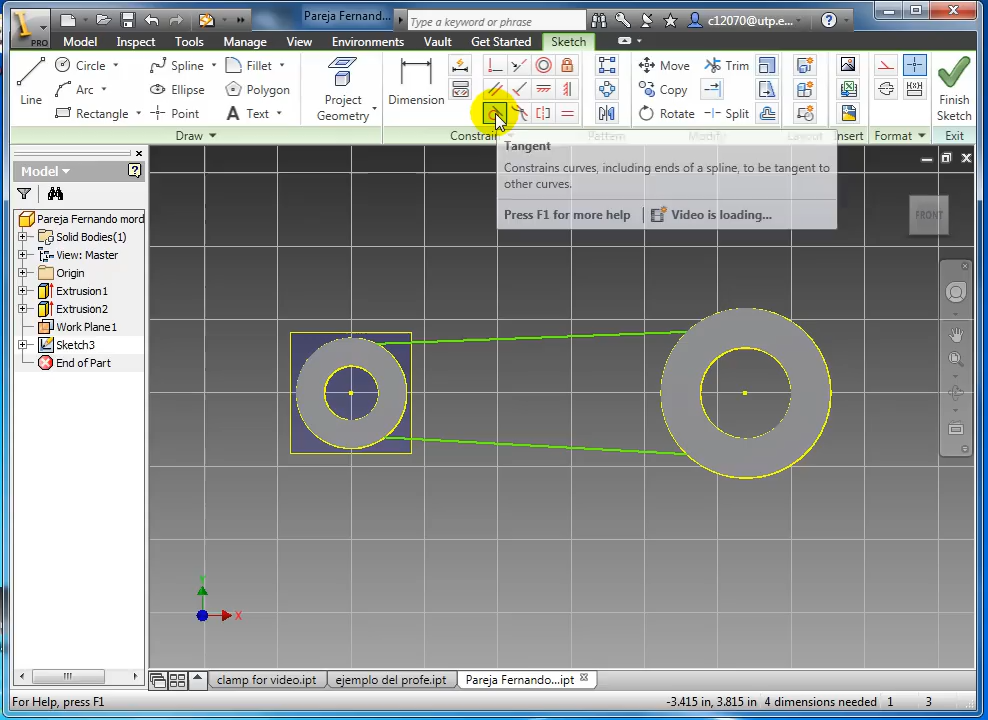 PRO
Pareja Fernand...
Type a keyword or phrase
c12070@utp.e...
Model Inspect Tools Manage View Environments Vault Get Started Sketch
Line
Circle
Arc
Rectangle
Spline
Ellipse
Point
Fillet
Polygon
Text
Draw
Project
Geometry
Dimension
Constrai
Pattern
Move
Copy
Rotate
Trim
Split
Modify
Layout
Insert
Format
Finish
Sketch
Exit
Tangent
Constrains curves, including ends of a spline, to be tangent to
other curves.
Press F1 for more help
Video is loading...
Model
Pareja Fernando mord
Solid Bodies(1)
View: Master
Origin
Extrusion1
Extrusion2
Work Plane1
Sketch3
End of Part
FRONT
Y
X
clamp for video.ipt
ejemplo del profe.ipt
Pareja Fernando...ipt
For Help, press F1
-3.415 in, 3.815 in 4 dimensions needed 1 3